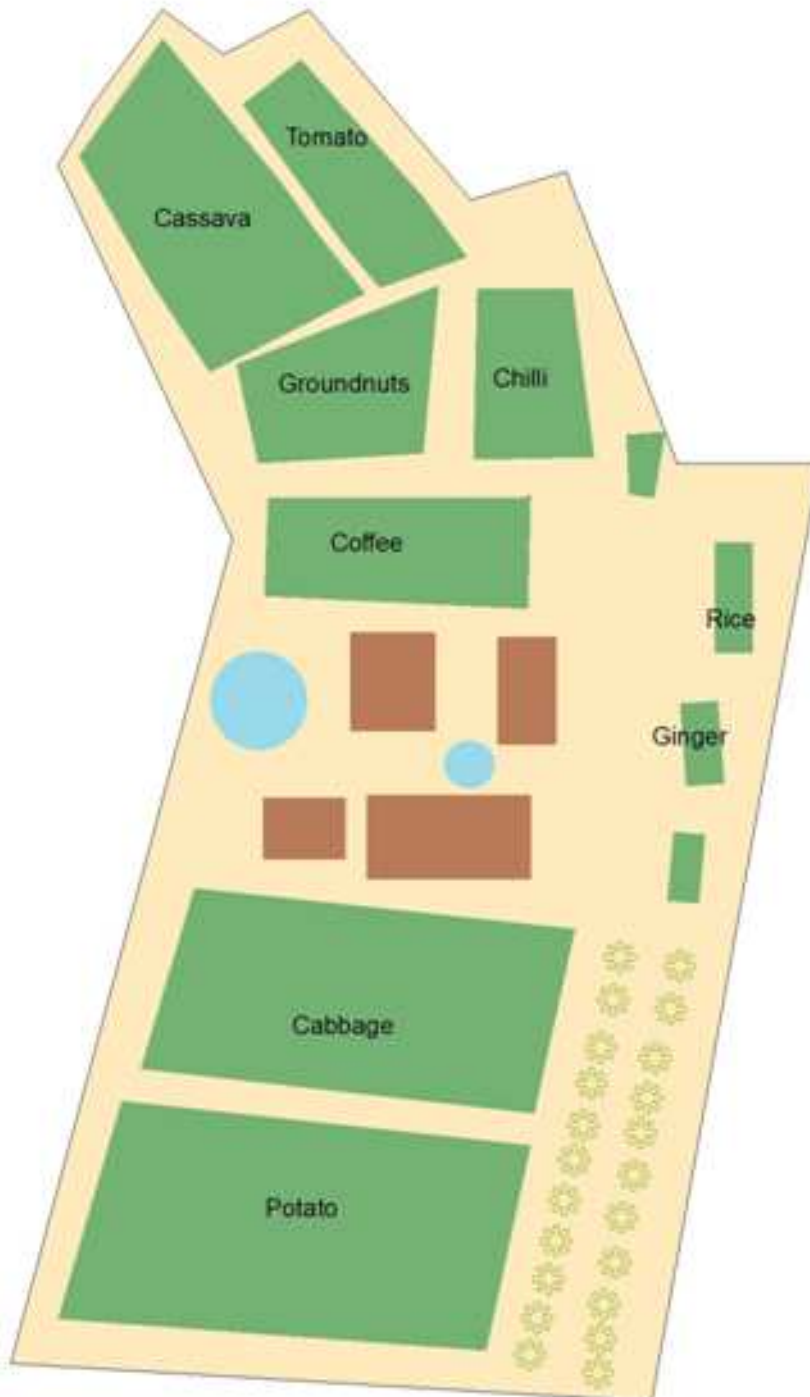 Tomato
Cassava
Groundnuts
Chilli
Coffee
Rice
Ginger
Cabbage
Potato